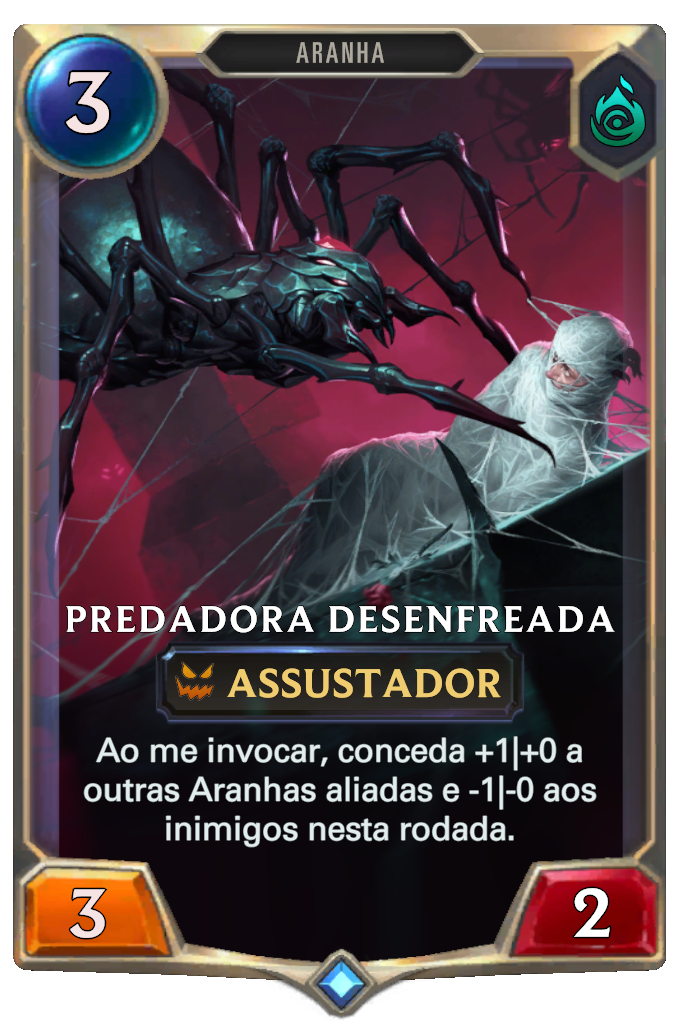 ARANHA
3
PREDADORA DESENFREADA
ASSUSTADOR
Ao me invocar, conceda +1|+0 a
outras Aranhas aliadas e -1|-0 aos
inimigos nesta rodada.
3
2